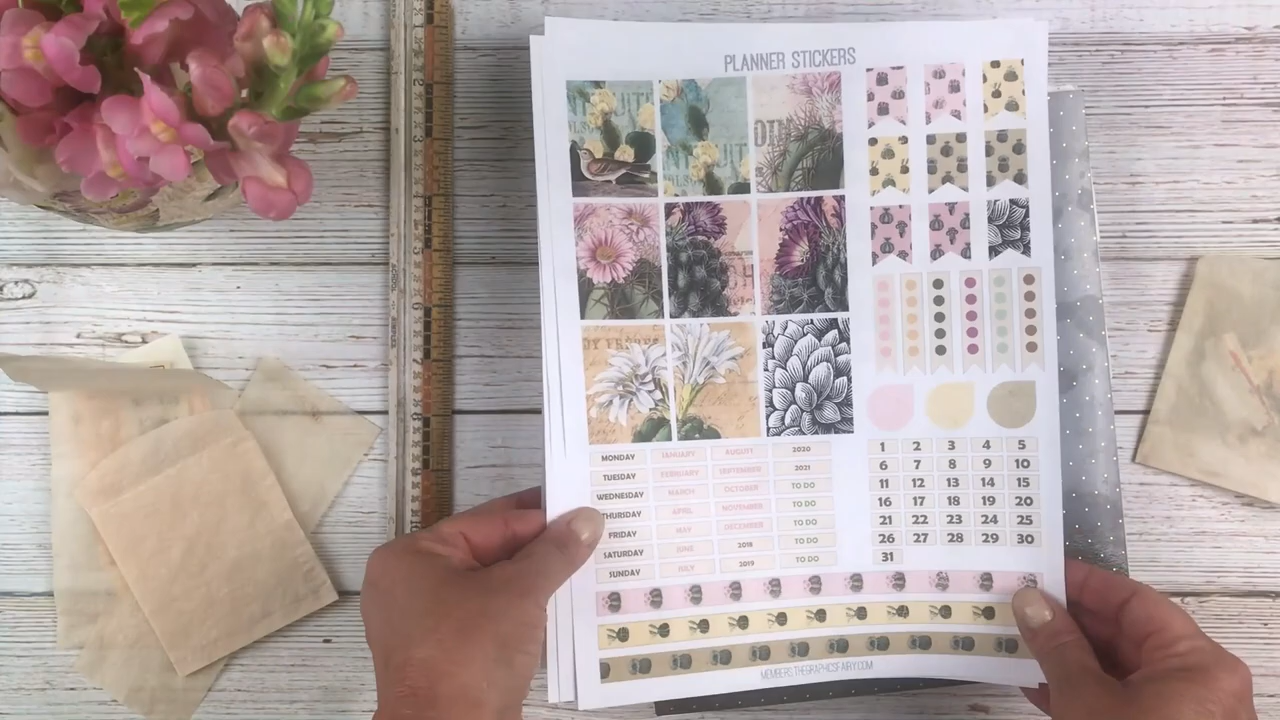 PLANNER STICKERS
MONDAY JANUARY AUGUST 2020
TUESDAY FEBRUARY SEPTEMBER 2021
WEDNESDAY MARCH OCTOBER TO DO
THURSDAY APRIL NOVEMBER TO DO
FRIDAY MAY DECEMBER TO DO
SATURDAY JUNE 2018 TO DO
SUNDAY JULY 2019 TO DO
1 2 3 4 5
6 7 8 9 10
11 12 13 14 15
16 17 18 19 20
21 22 23 24 25
26 27 28 29 30
31
MEMBERS.THEGRAPHICSFAIRY.COM